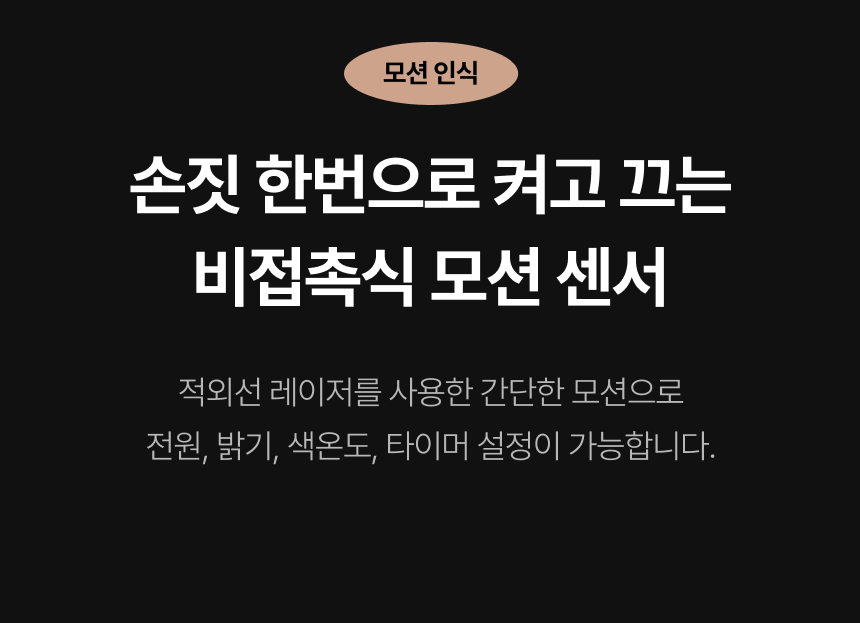 모션 인식
손짓 한번으로 켜고 끄는
비접촉식 모션 센서
적외선 레이저를 사용한 간단한 모션으로
전원, 밝기, 색온도, 타이머 설정이 가능합니다.